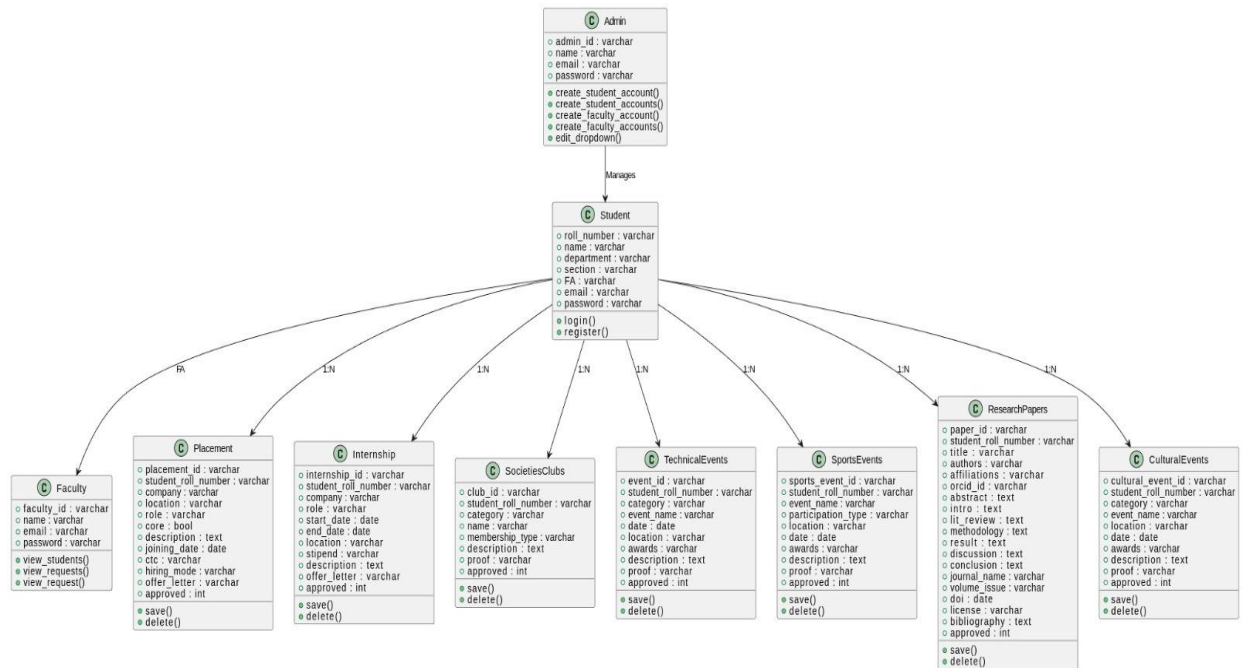 C Admin
admin_id : varchar
name : varchar
email : varchar
password : varchar
create_student_account()
create_student_accounts()
create_faculty_account()
create_faculty_accounts()
edit_dropdown()
Manages
C Student
roll_number : varchar
name : varchar
department : varchar
section : varchar
FA : varchar
email : varchar
password : varchar
login()
register()
FA
1:N
1:N
1:N
1:N
1:N
1:N
1:N
C Faculty
faculty_id : varchar
name : varchar
email : varchar
password : varchar
view_students()
view_requests()
view_request()
C Placement
placement_id : varchar
student_roll_number : varchar
company : varchar
location : varchar
role : varchar
core : bool
description : text
joining_date : date
ctc : varchar
hiring_mode : varchar
offer_letter : varchar
approved : int
save()
delete()
C Internship
internship_id : varchar
student_roll_number : varchar
company : varchar
role : varchar
start_date : date
end_date : date
location : varchar
stipend : varchar
description : text
offer_letter : varchar
approved : int
save()
delete()
C SocietiesClubs
club_id : varchar
student_roll_number : varchar
category : varchar
name : varchar
membership_type : varchar
description : text
proof : varchar
approved : int
save()
delete()
C TechnicalEvents
event_id : varchar
student_roll_number : varchar
category : varchar
event_name : varchar
date : date
location : varchar
awards : varchar
description : text
proof : varchar
approved : int
save()
delete()
C SportsEvents
sports_event_id : varchar
student_roll_number : varchar
event_name : varchar
participation_type : varchar
location : varchar
date : date
awards : varchar
description : text
proof : varchar
approved : int
save()
delete()
C ResearchPapers
paper_id : varchar
student_roll_number : varchar
title : varchar
authors : varchar
affiliations : varchar
orcid_id : varchar
abstract : text
intro : text
lit_review : text
methodology : text
result : text
discussion : text
conclusion : text
journal_name : varchar
volume_issue : varchar
doi : date
license : varchar
bibliography : text
approved : int
save()
delete()
C CulturalEvents
cultural_event_id : varchar
student_roll_number : varchar
category : varchar
event_name : varchar
location : varchar
date : date
awards : varchar
description : text
proof : varchar
approved : int
save()
delete()